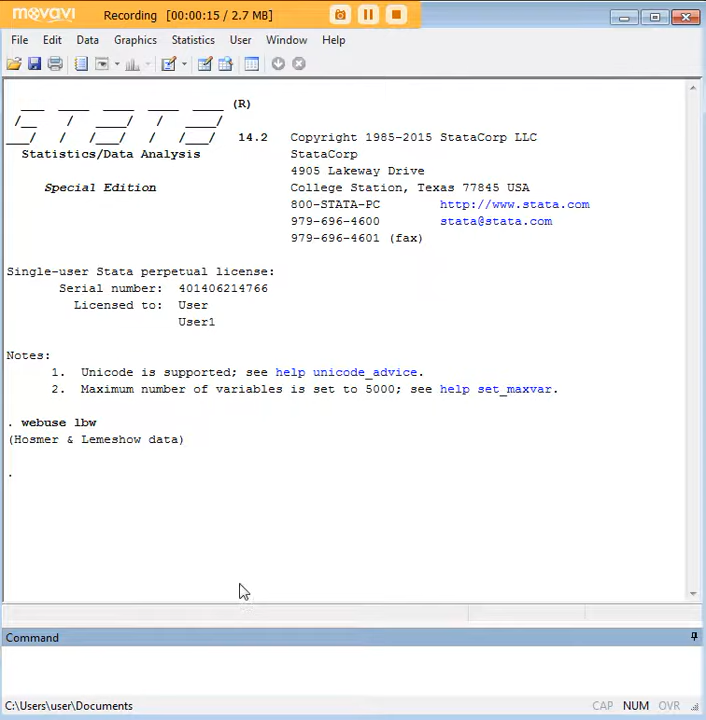 movavi Recording [00:00:15 / 2.7 MB]
File Edit Data Graphics Statistics User Window Help
(R)
14.2 Copyright 1985-2015 StataCorp LLC
Statistics/Data Analysis StataCorp
4905 Lakeway Drive
Special Edition College Station, Texas 77845 USA
800-STATA-PC http://www.stata.com
979-696-4600 stata@stata.com
979-696-4601 (fax)
Single-user Stata perpetual license:
Serial number: 401406214766
Licensed to: User
User1
Notes:
1. Unicode is supported; see help unicode_advice.
2. Maximum number of variables is set to 5000; see help set_maxvar.
. webuse lbw
(Hosmer & Lemeshow data)
.
Command
C:\Users\user\Documents CAP NUM OVR